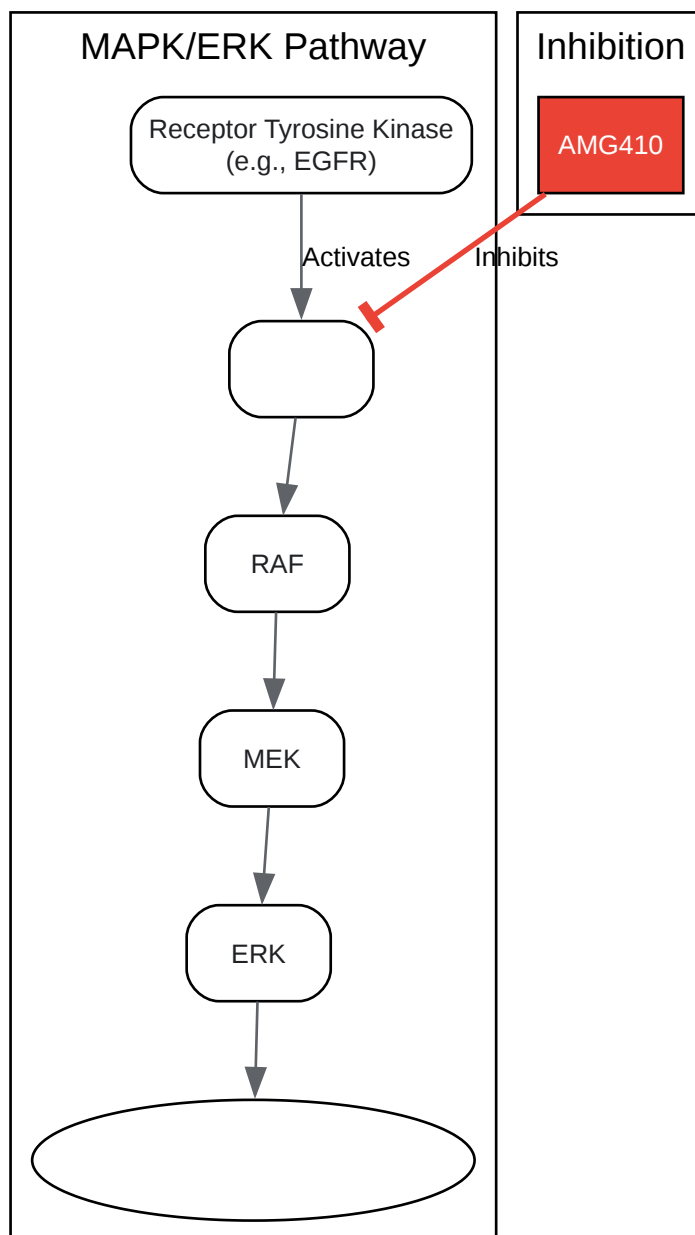 MAPK/ERK Pathway
Inhibition
Receptor Tyrosine Kinase
(e.g., EGFR)
AMG410
Activates
Inhibits
RAF
MEK
ERK